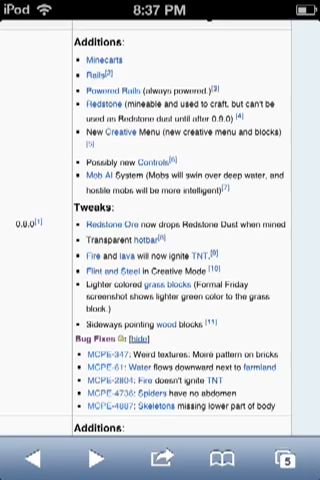 iPod 8:37 PM
Additions:
Minecarts
Rails[2]
Powered Rails (always powered.)[3]
Redstone (mineable and used to craft, but can't be
used as Redstone dust until after 0.9.0) [4]
New Creative Menu (new creative menu and blocks)
[5]
Possibly new Controls[6]
Mob AI System (Mobs will swin over deep water, and
hostile mobs will be more intelligent)[7]
Tweaks:
0.8.0[1]
Redstone Ore now drops Redstone Dust when mined
Transparent hotbar[8]
Fire and lava will now ignite TNT.[9]
Flint and Steel in Creative Mode [10]
Lighter colored grass blocks (Formal Friday
screenshot shows lighter green color to the grass
block.)
Sideways pointing wood blocks [11]
Bug Fixes [hide]
MCPE-347: Weird textures: Moire pattern on bricks
MCPE-61: Water flows downward next to farmland
MCPE-2804: Fire doesn't ignite TNT
MCPE-4736: Spiders have no abdomen
MCPE-4007: Skeletons missing lower part of body
Additions:
5